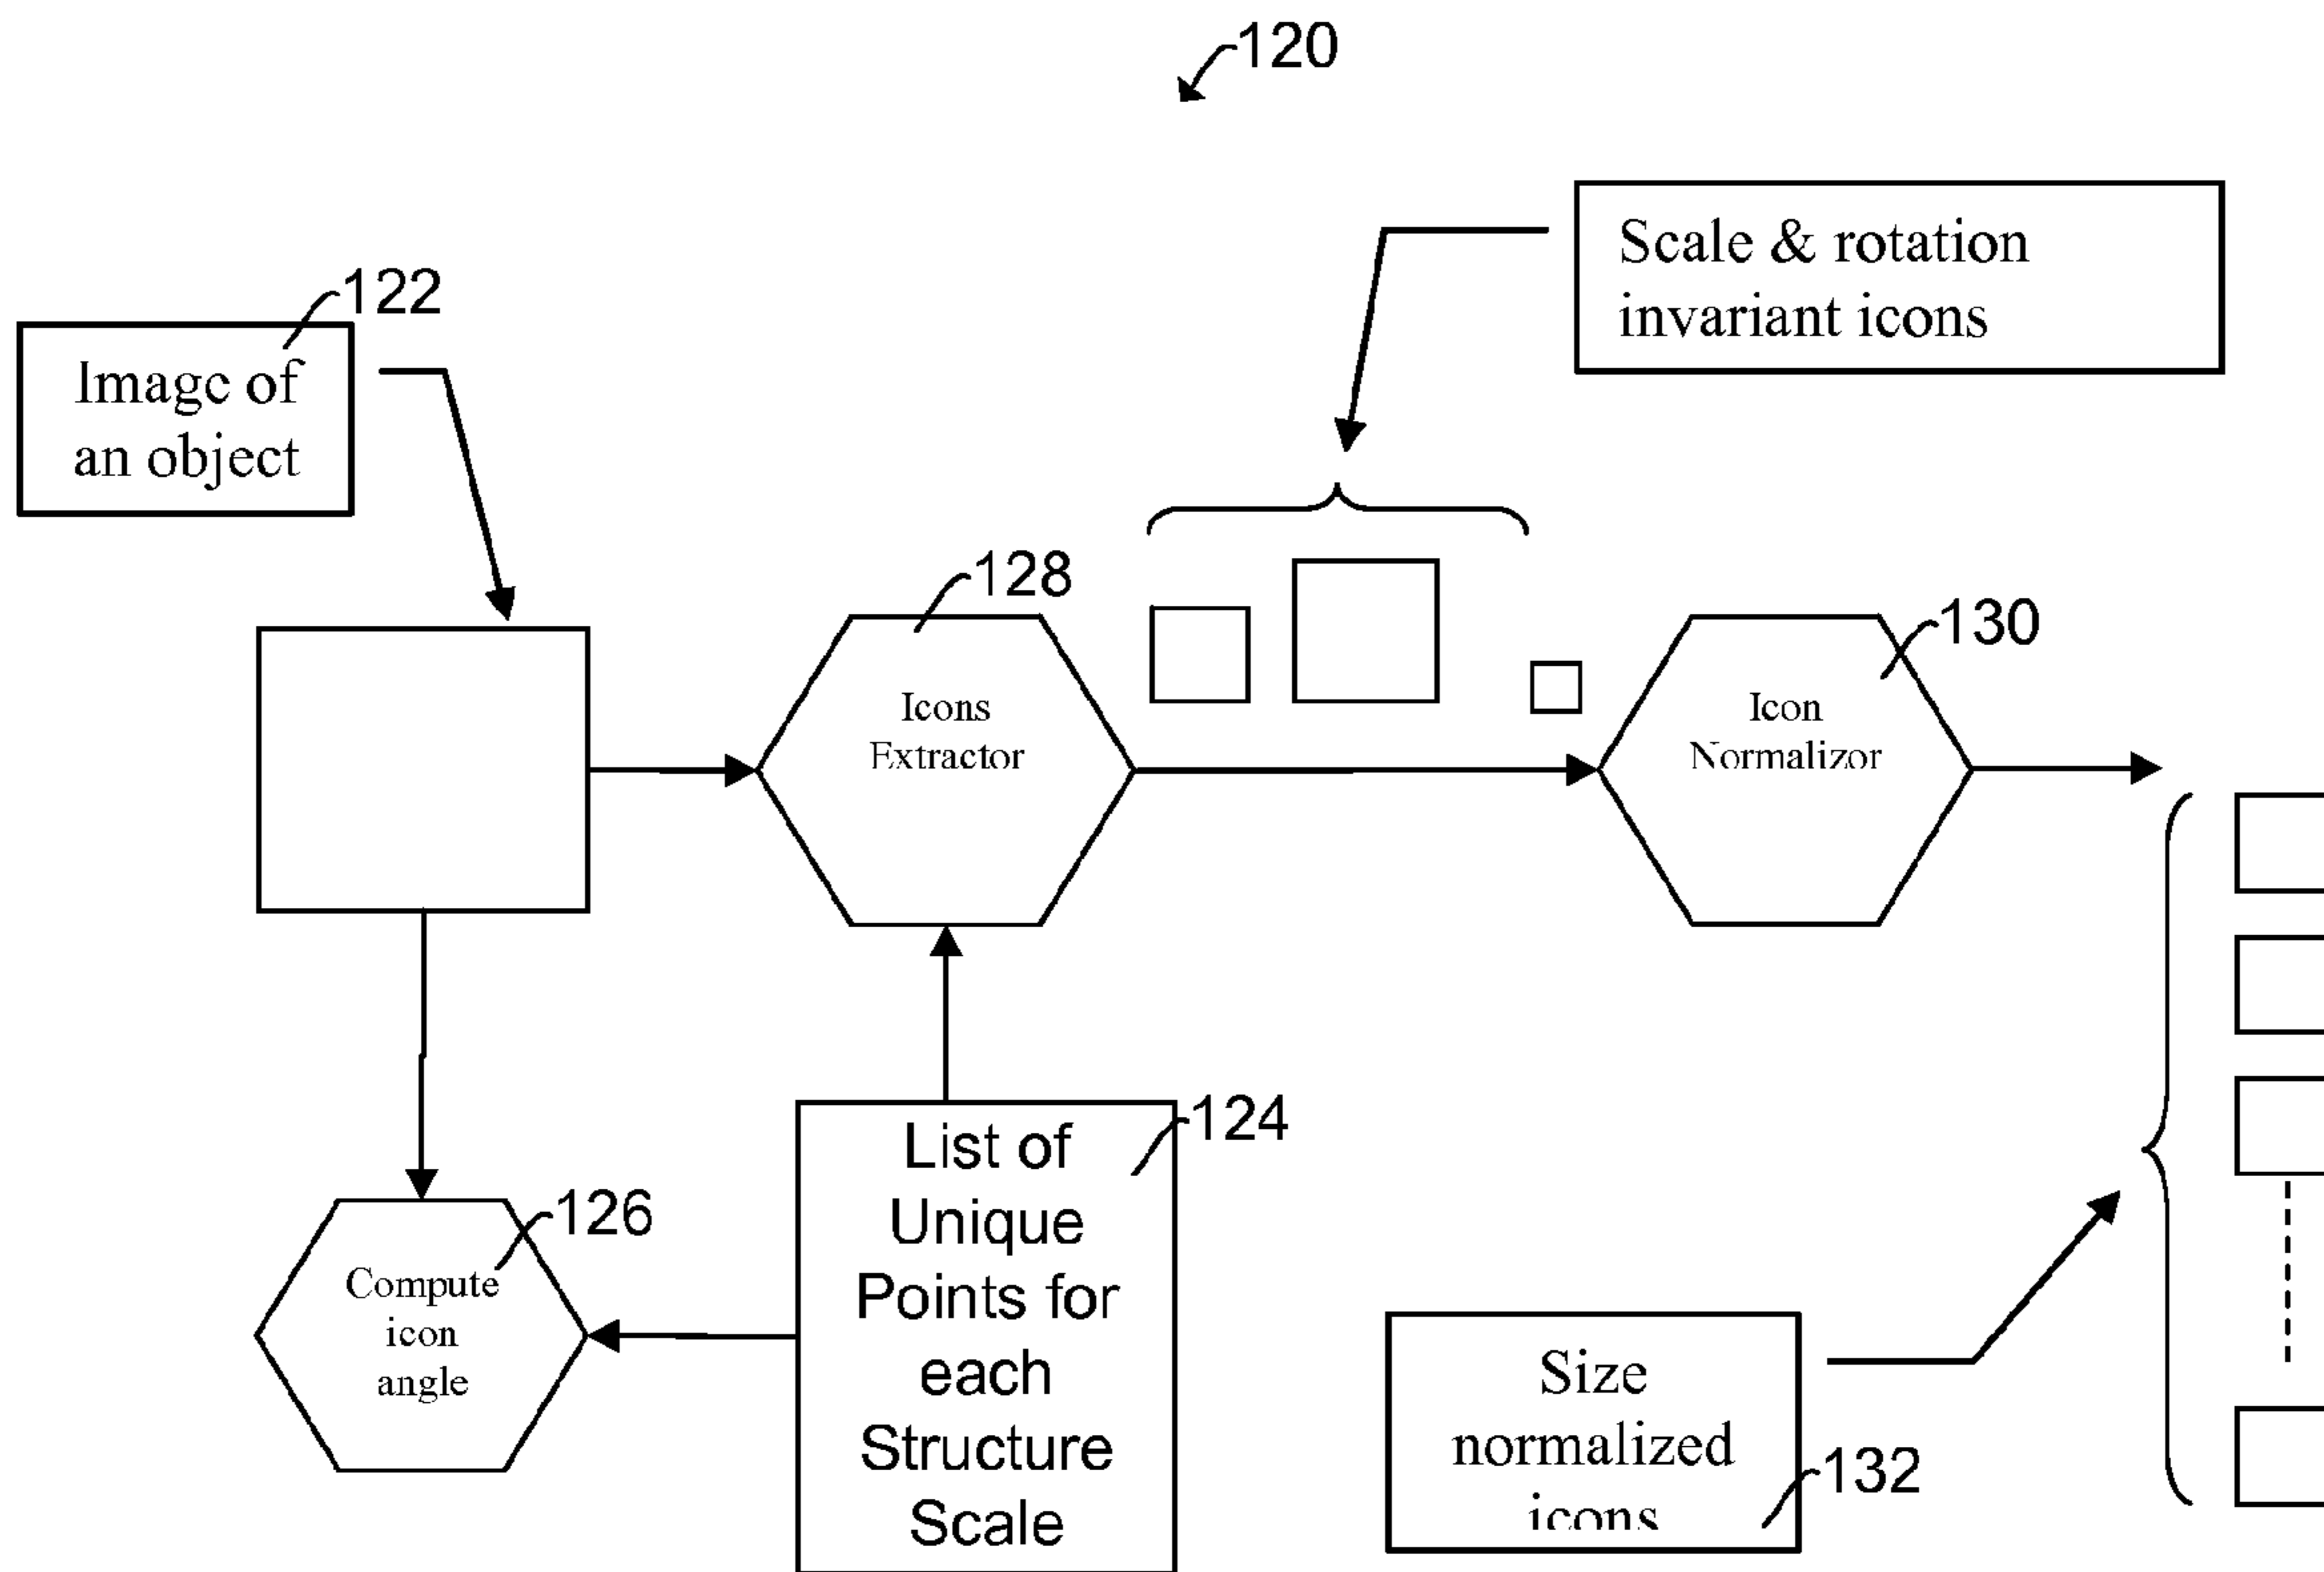 120
Scale & rotation
invariant icons
122
Image of
an object
128
130
Icons
Extractor
Icon
Normalizor
124
List of
Unique
Points for
each
Structure
Scale
126
Compute
icon
angle
Size
normalized
icons
132